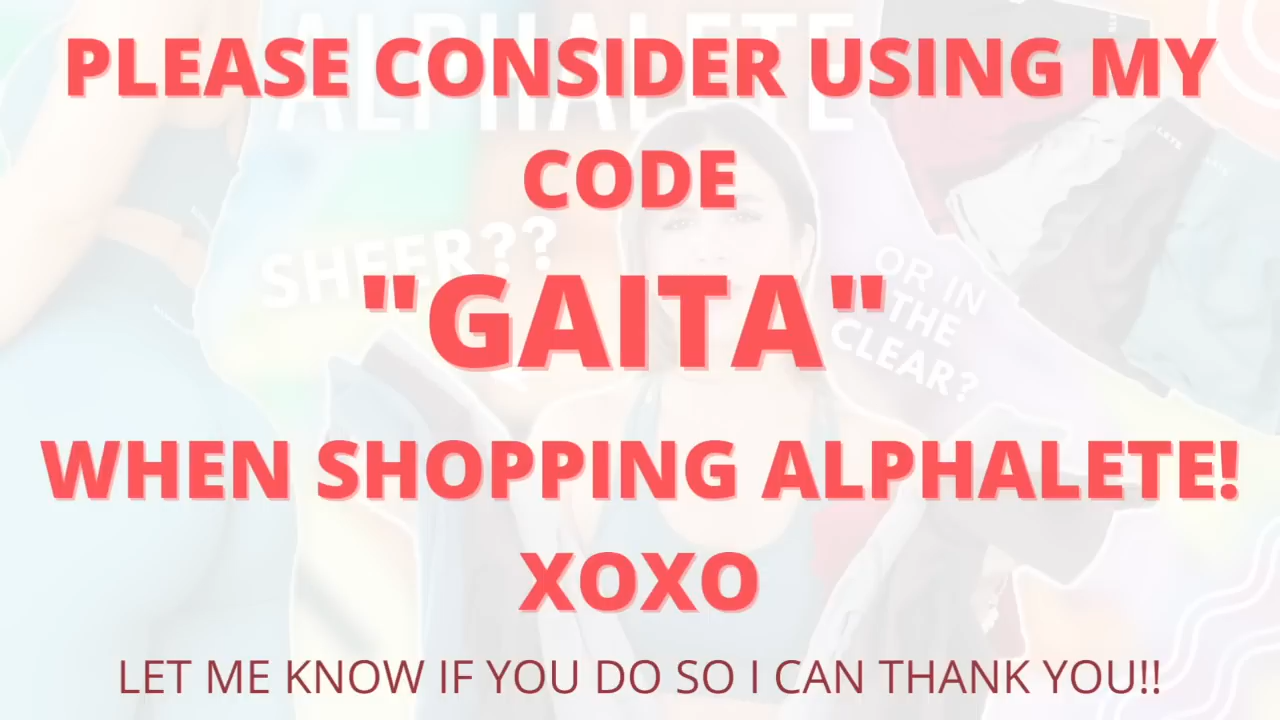 ALPHALETE
PLEASE CONSIDER USING MY
CODE
SHEER??
"GAITA"
OR IN
THE
CLEAR?
WHEN SHOPPING ALPHALETE!
XOXO
LET ME KNOW IF YOU DO SO I CAN THANK YOU!!